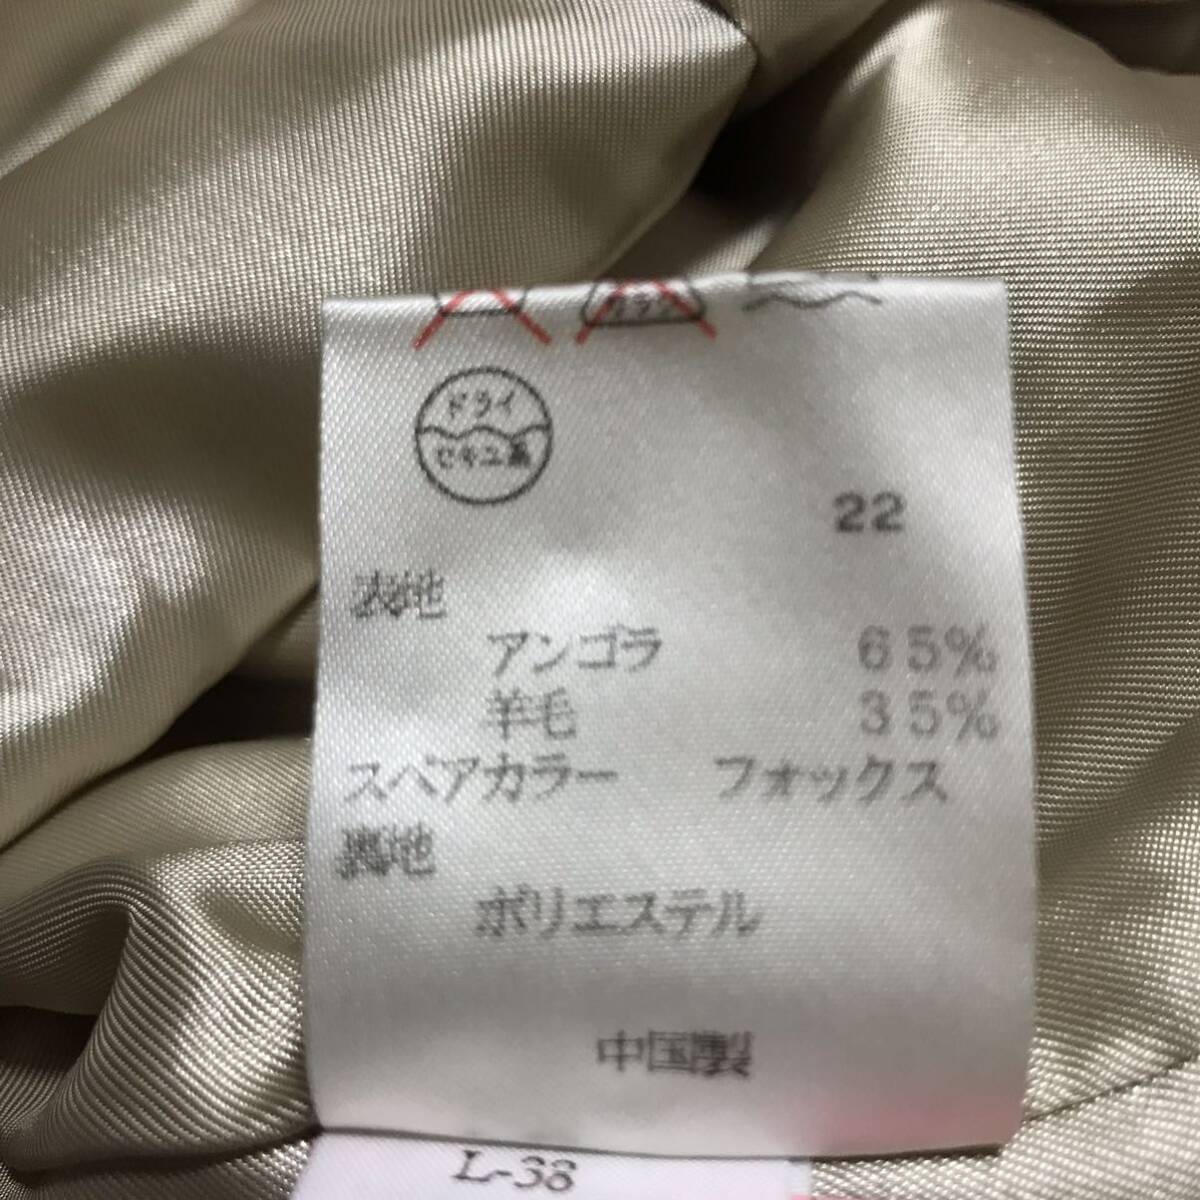 ドライ
セキユ系
22
表地
アンゴラ 65%
羊毛 35%
スペアカラー フォックス
裏地
ポリエステル
中国製
L-38